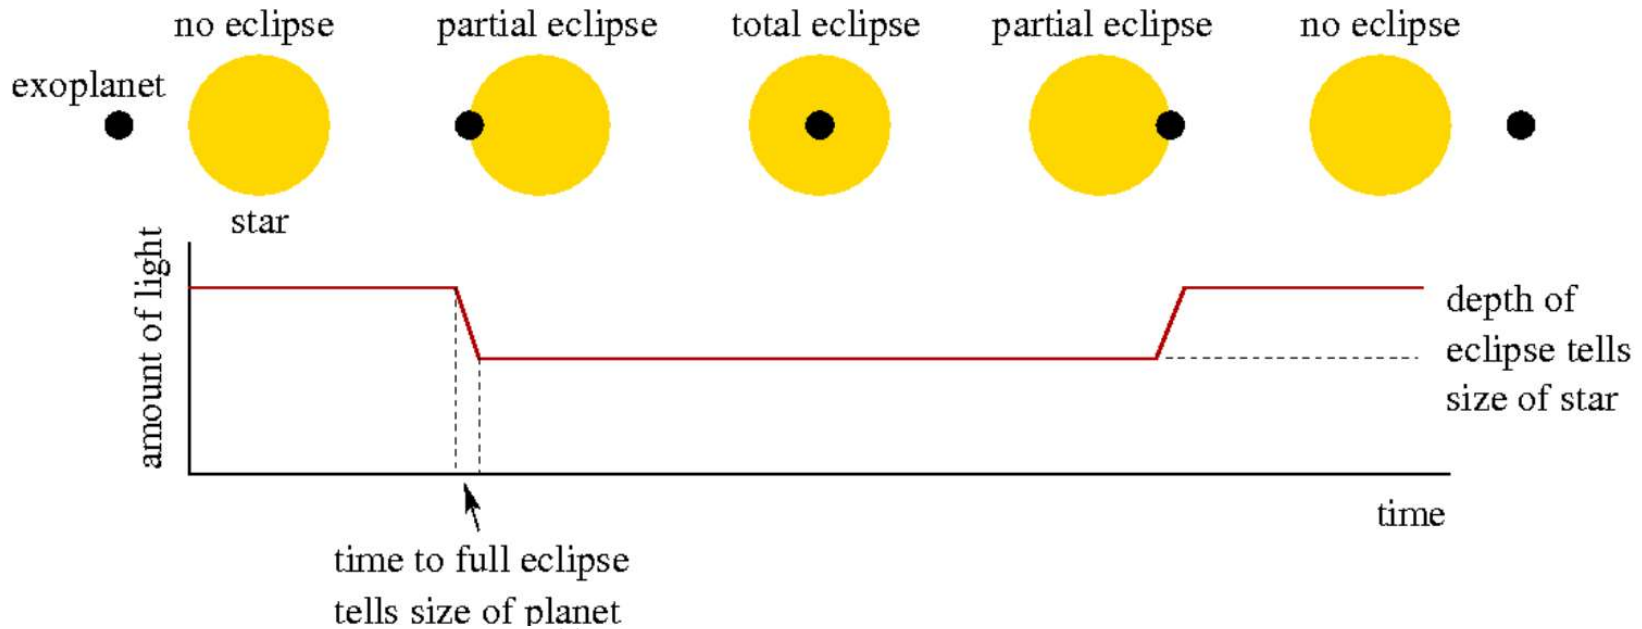 no eclipse
partial eclipse
total eclipse
partial eclipse
no eclipse
exoplanet
star
amount of light
depth of
eclipse tells
size of star
time
time to full eclipse
tells size of planet